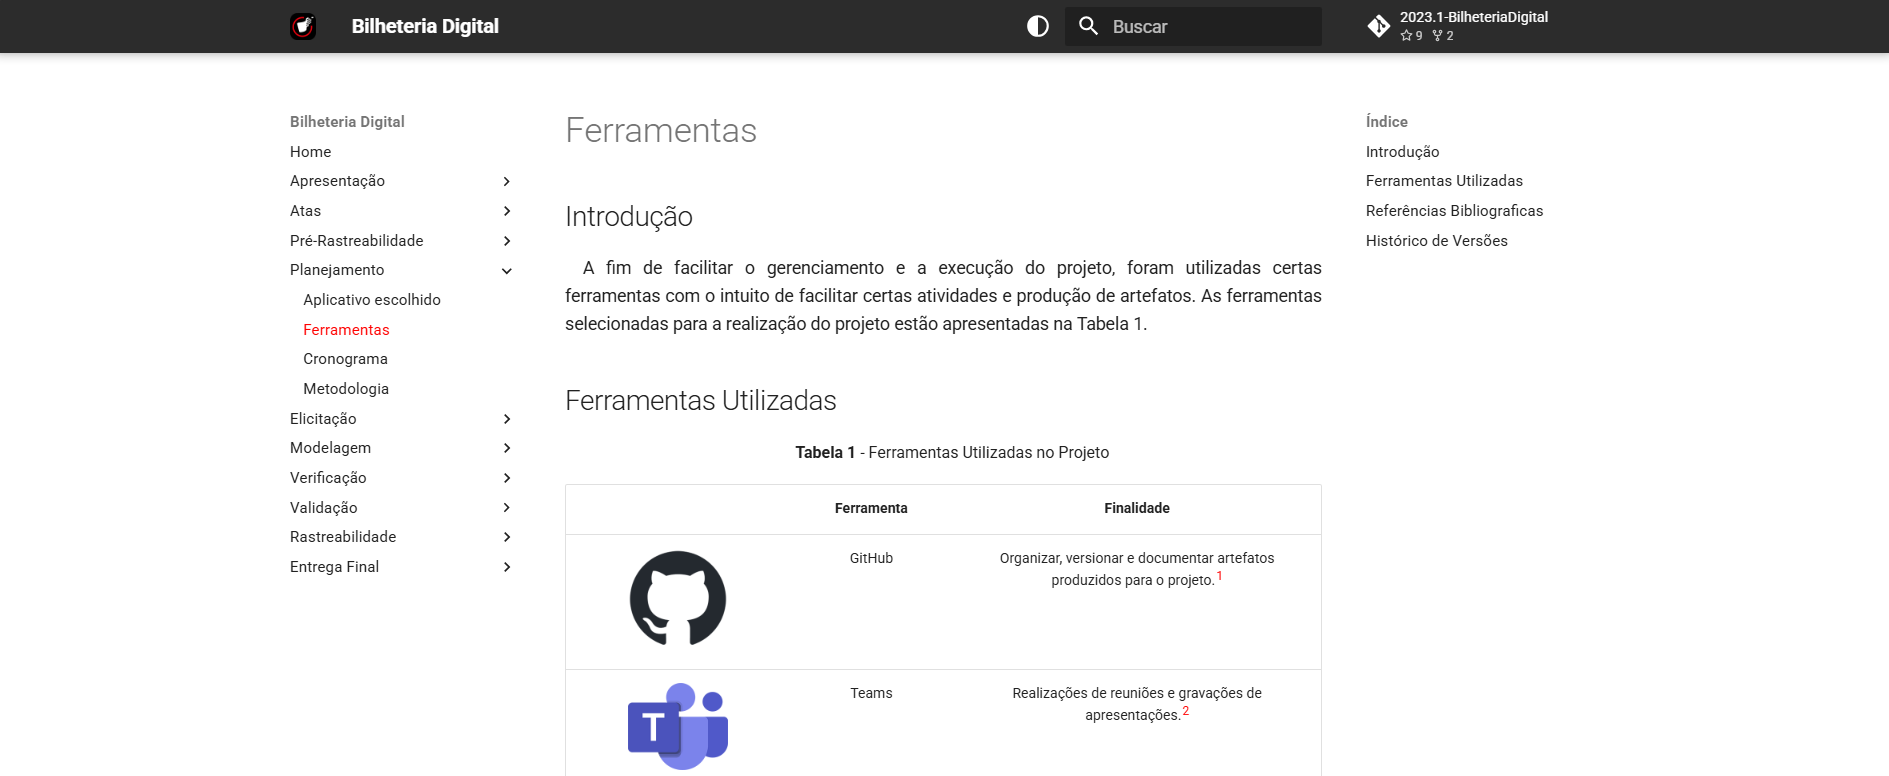 Bilheteria Digital
Buscar
2023.1-BilheteriaDigital
9 2
Bilheteria Digital
Home
Apresentação
Atas
Pré-Rastreabilidade
Planejamento
Aplicativo escolhido
Ferramentas
Cronograma
Metodologia
Elicitação
Modelagem
Verificação
Validação
Rastreabilidade
Entrega Final
Ferramentas
Introdução
A fim de facilitar o gerenciamento e a execução do projeto, foram utilizadas certas
ferramentas com o intuito de facilitar certas atividades e produção de artefatos. As ferramentas
selecionadas para a realização do projeto estão apresentadas na Tabela 1.
Ferramentas Utilizadas
Tabela 1 - Ferramentas Utilizadas no Projeto
Ferramenta Finalidade
GitHub Organizar, versionar e documentar artefatos
produzidos para o projeto.1
T
Teams Realizações de reuniões e gravações de
apresentações.2
Índice
Introdução
Ferramentas Utilizadas
Referências Bibliograficas
Histórico de Versões